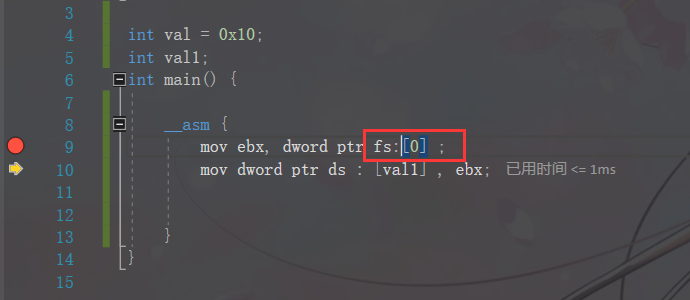 3
4 int val = 0x10;
5 int val1;
6 int main() {
7
8 __asm {
9 mov ebx, dword ptr fs:[0] ;
10 mov dword ptr ds : [val1] , ebx; 已用时间 <= 1ms
11
12
13 }
14 }
15